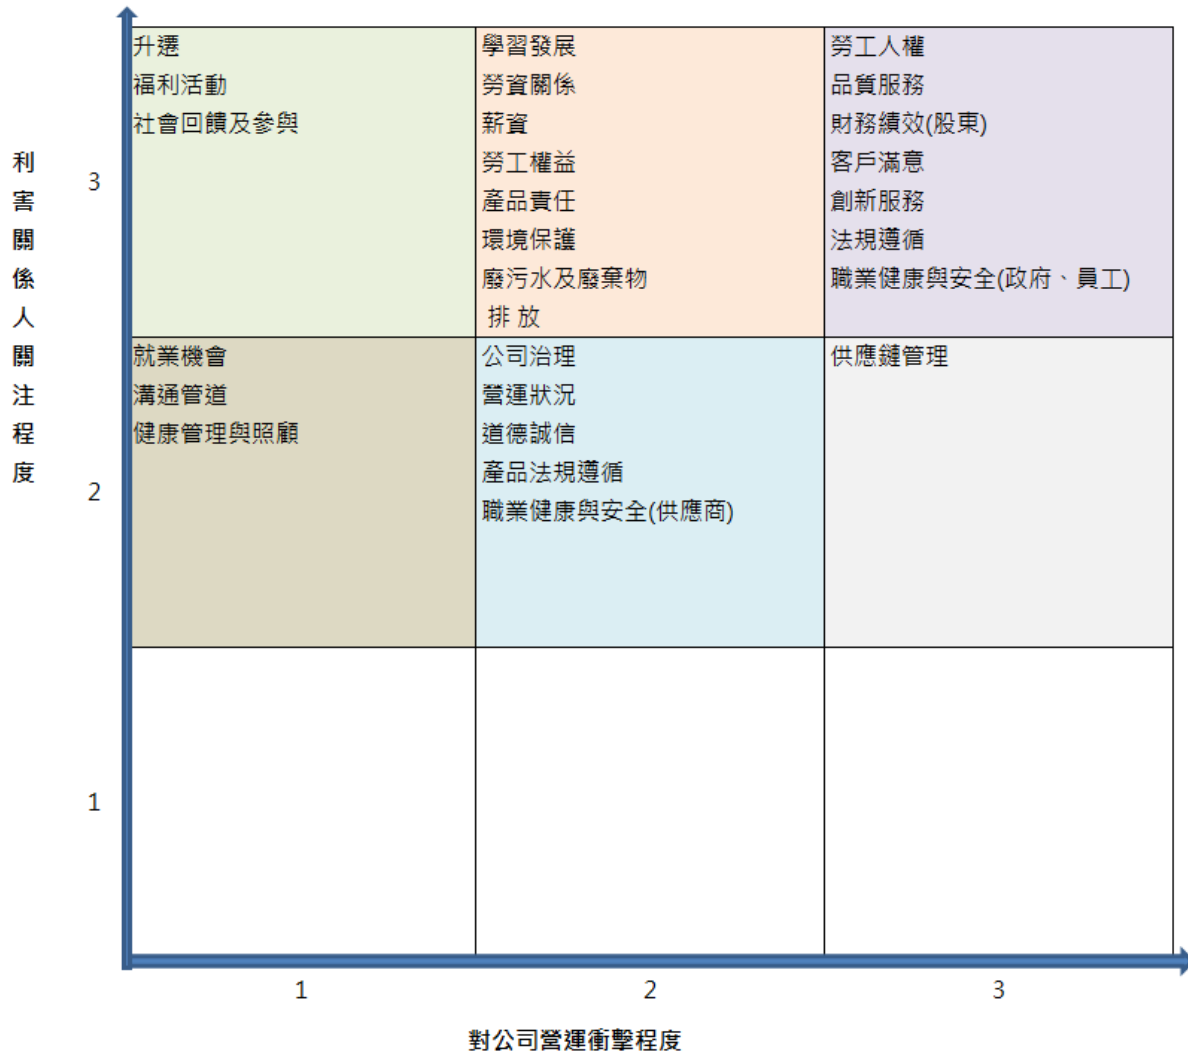 利害關係人關注程度
3
升遷
福利活動
社會回饋及參與
學習發展
勞資關係
薪資
勞工權益
產品責任
環境保護
廢污水及廢棄物
排 放
勞工人權
品質服務
財務績效(股東)
客戶滿意
創新服務
法規遵循
職業健康與安全(政府、員工)
2
就業機會
溝通管道
健康管理與照顧
公司治理
營運狀況
道德誠信
產品法規遵循
職業健康與安全(供應商)
供應鏈管理
1
1
2
3
對公司營運衝擊程度